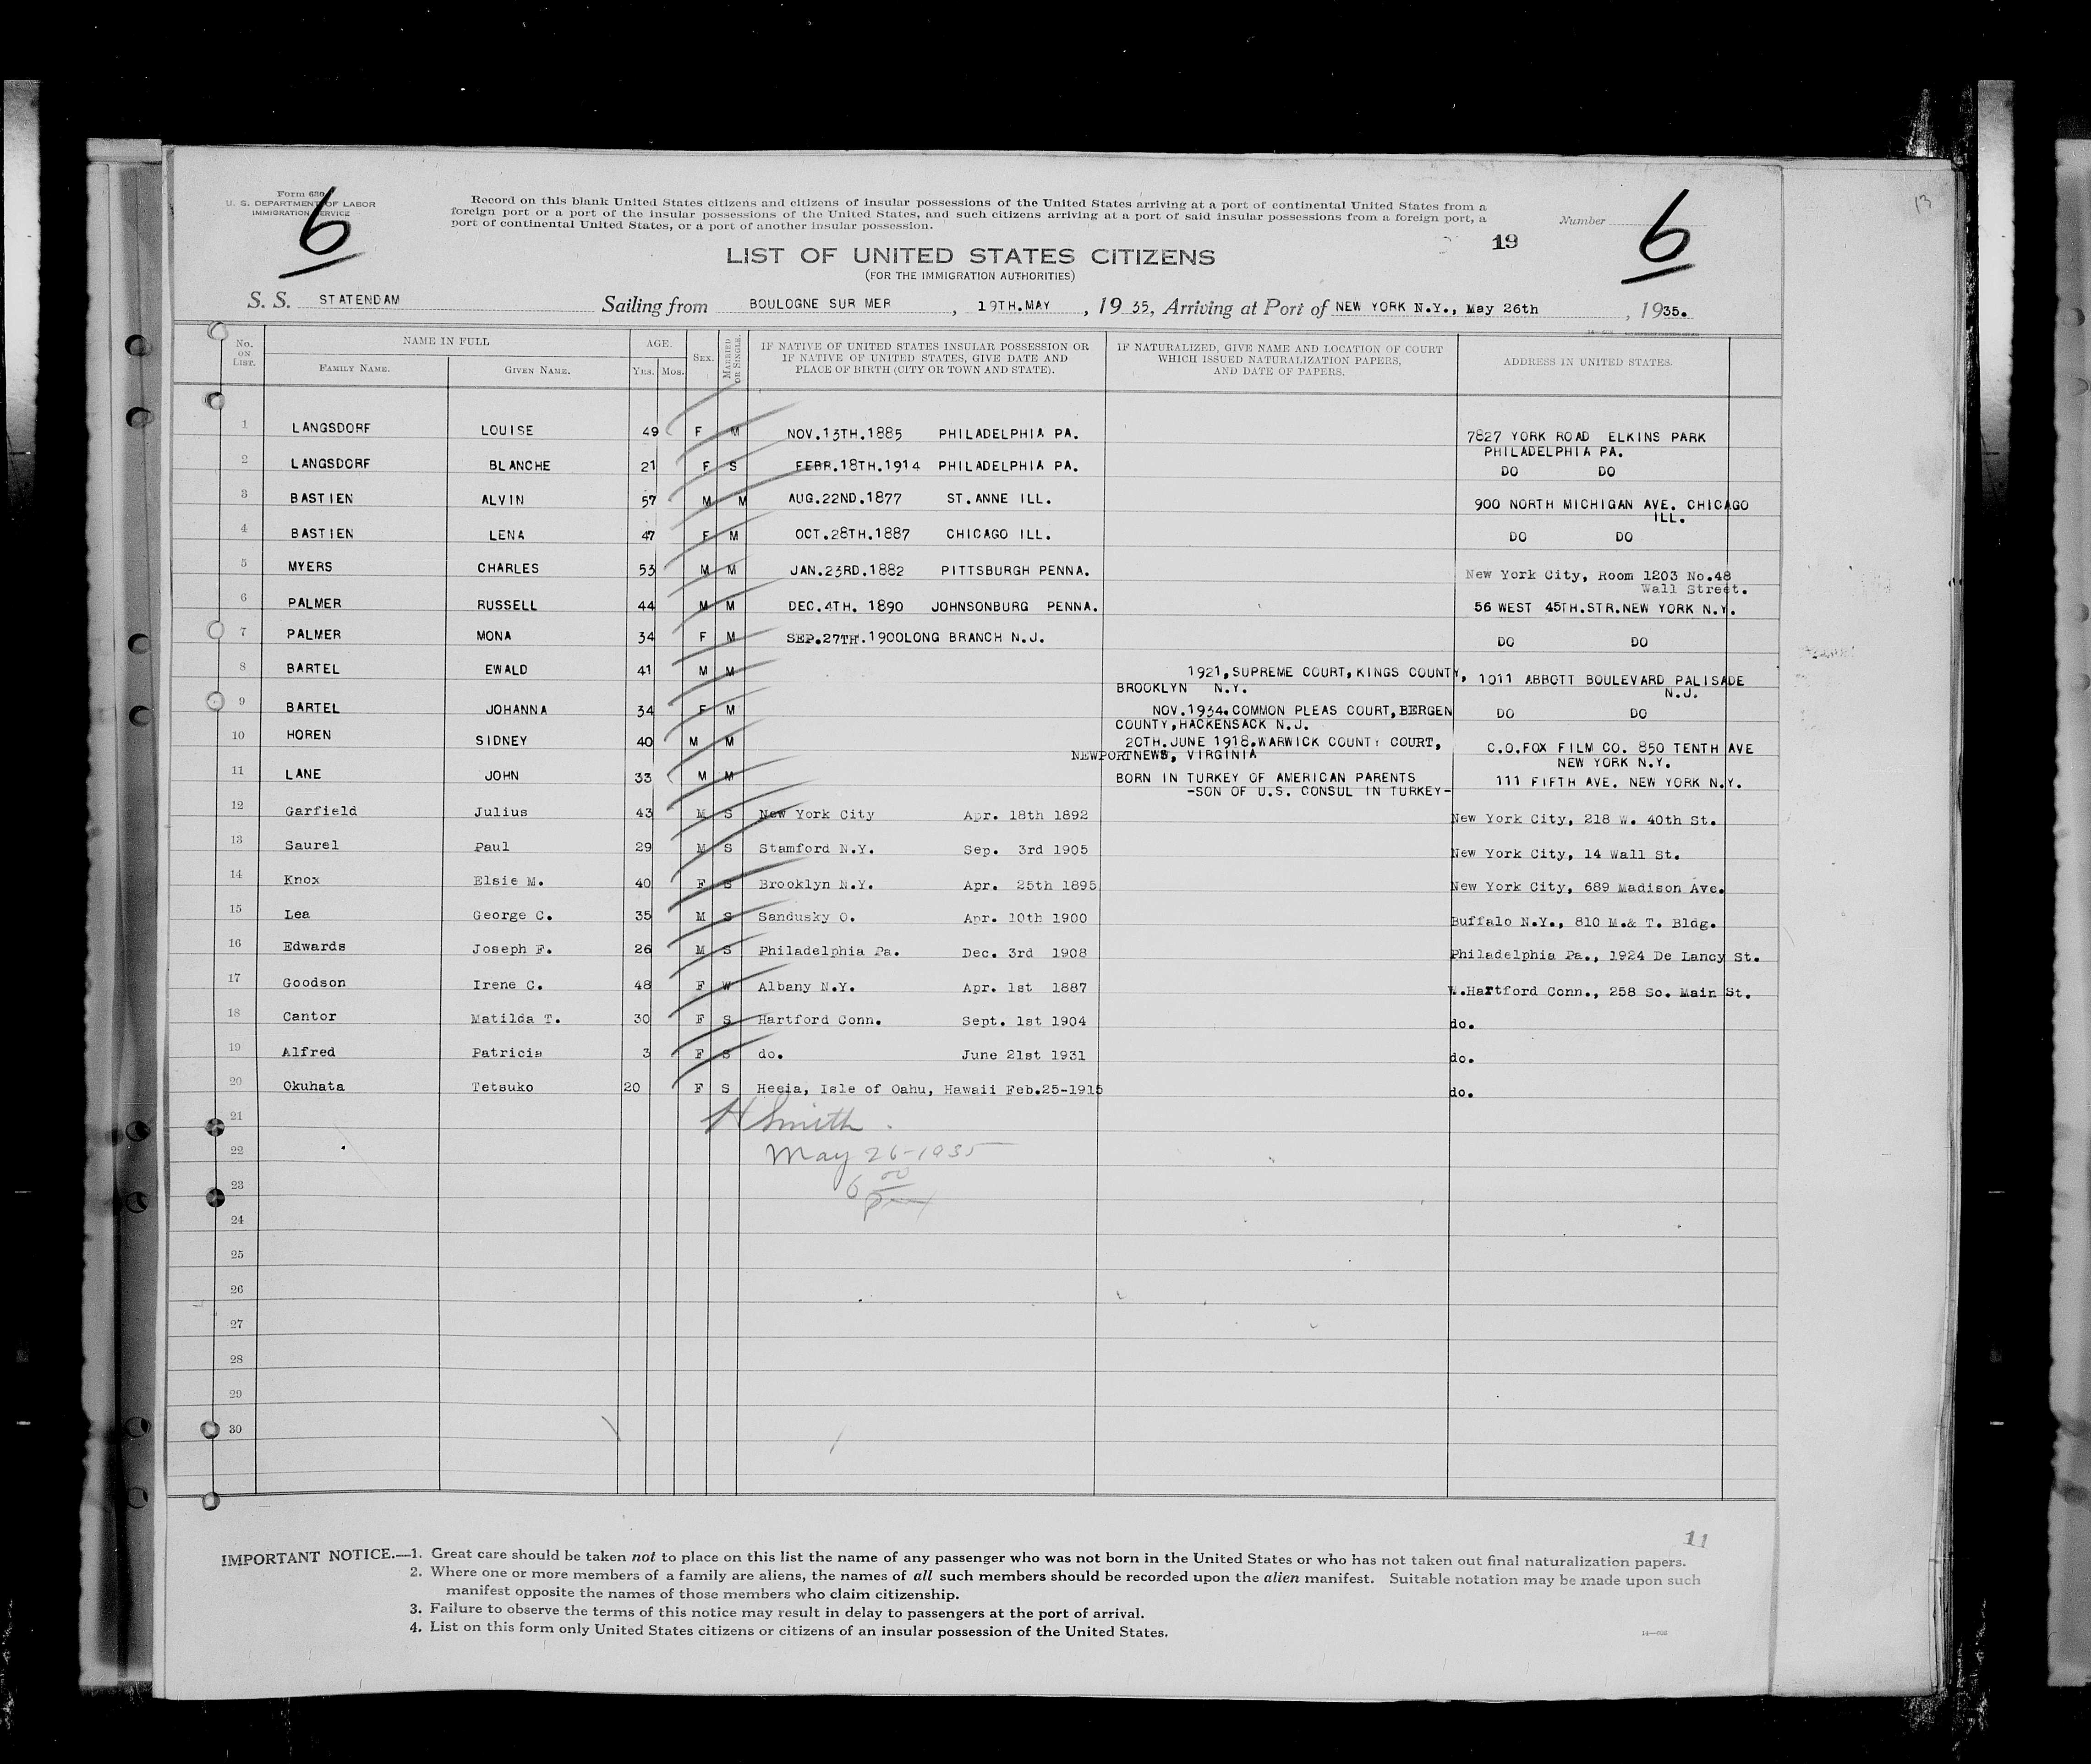 13
Form 630
U. S. DEPARTMENT OF LABOR
IMMIGRATION SERVICE
6
Record on this blank United States citizens and citizens of insular possessions of the United States arriving at a port of continental United States from a
foreign port or a port of the insular possessions of the United States, and such citizens arriving at a port of said insular possessions from a foreign port, a
port of continental United States, or a port of another insular possession.
Number
6
19
LIST OF UNITED STATES CITIZENS
(FOR THE IMMIGRATION AUTHORITIES)
S. S. STATENDAM Sailing from BOULOGNE SUR MER, 19TH.MAY, 19 35, Arriving at Port of NEW YORK N.Y., May 26th, 1935.
No. ON LIST. NAME IN FULL AGE. SEX. MARRIED OR SINGLE. IF NATIVE OF UNITED STATES INSULAR POSSESSION OR IF NATIVE OF UNITED STATES, GIVE DATE AND PLACE OF BIRTH (CITY OR TOWN AND STATE). IF NATURALIZED, GIVE NAME AND LOCATION OF COURT WHICH ISSUED NATURALIZATION PAPERS, AND DATE OF PAPERS. ADDRESS IN UNITED STATES.
FAMILY NAME. GIVEN NAME. YRS. MOS.
1 LANGSDORF LOUISE 49 F M NOV.13TH.1885 PHILADELPHIA PA. 7827 YORK ROAD ELKINS PARK
PHILADELPHIA PA.
2 LANGSDORF BLANCHE 21 F S FEBR.18TH.1914 PHILADELPHIA PA. DO DO
3 BASTIEN ALVIN 57 M M AUG.22ND.1877 ST.ANNE ILL. 900 NORTH MICHIGAN AVE. CHICAGO
ILL.
4 BASTIEN LENA 47 F M OCT.28TH.1887 CHICAGO ILL. DO DO
5 MYERS CHARLES 53 M M JAN.23RD.1882 PITTSBURGH PENNA. New York City, Room 1203 No.48
Wall Street.
6 PALMER RUSSELL 44 M M DEC.4TH. 1890 JOHNSONBURG PENNA. 56 WEST 45TH.STR.NEW YORK N.Y.
7 PALMER MONA 34 F M SEP.27TH.1900LONG BRANCH N.J. DO DO
8 BARTEL EWALD 41 M M 1921,SUPREME COURT,KINGS COUNTY, 1011 ABBOTT BOULEVARD PALISADE
BROOKLYN N.Y. N.J.
9 BARTEL JOHANNA 34 F M NOV.1934.COMMON PLEAS COURT,BERGEN DO DO
COUNTY,HACKENSACK N.J.
10 HOREN SIDNEY 40 M M 20TH.JUNE 1918.WARWICK COUNTY COURT, C.O.FOX FILM CO. 850 TENTH AVE
NEWPORTNEWS, VIRGINIA NEW YORK N.Y.
11 LANE JOHN 33 M M BORN IN TURKEY OF AMERICAN PARENTS 111 FIFTH AVE. NEW YORK N.Y.
-SON OF U.S. CONSUL IN TURKEY-
12 Garfield Julius 43 M S New York City Apr. 18th 1892 New York City, 218 W. 40th St.
13 Saurel Paul 29 M S Stamford N.Y. Sep. 3rd 1905 New York City, 14 Wall St.
14 Knox Elsie M. 40 F S Brooklyn N.Y. Apr. 25th 1895 New York City, 689 Madison Ave.
15 Lea George C. 35 M S Sandusky O. Apr. 10th 1900 Buffalo N.Y., 810 M.& T. Bldg.
16 Edwards Joseph F. 26 M S Philadelphia Pa. Dec. 3rd 1908 Philadelphia Pa., 1924 De Lancy St.
17 Goodson Irene C. 48 F W Albany N.Y. Apr. 1st 1887 W.Hartford Conn., 258 So. Main St.
18 Cantor Matilda T. 30 F S Hartford Conn. Sept. 1st 1904 do.
19 Alfred Patricia 3 F S do. June 21st 1931 do.
20 Okuhata Tetsuko 20 F S Heeia, Isle of Oahu, Hawaii Feb.25-1915 do.
21 H Smith.
22 May 26-1935
23 6 00 pm
24
25
26
27
28
29
30
11
IMPORTANT NOTICE.—1. Great care should be taken not to place on this list the name of any passenger who was not born in the United States or who has not taken out final naturalization papers.
2. Where one or more members of a family are aliens, the names of all such members should be recorded upon the alien manifest. Suitable notation may be made upon such
manifest opposite the names of those members who claim citizenship.
3. Failure to observe the terms of this notice may result in delay to passengers at the port of arrival.
4. List on this form only United States citizens or citizens of an insular possession of the United States.